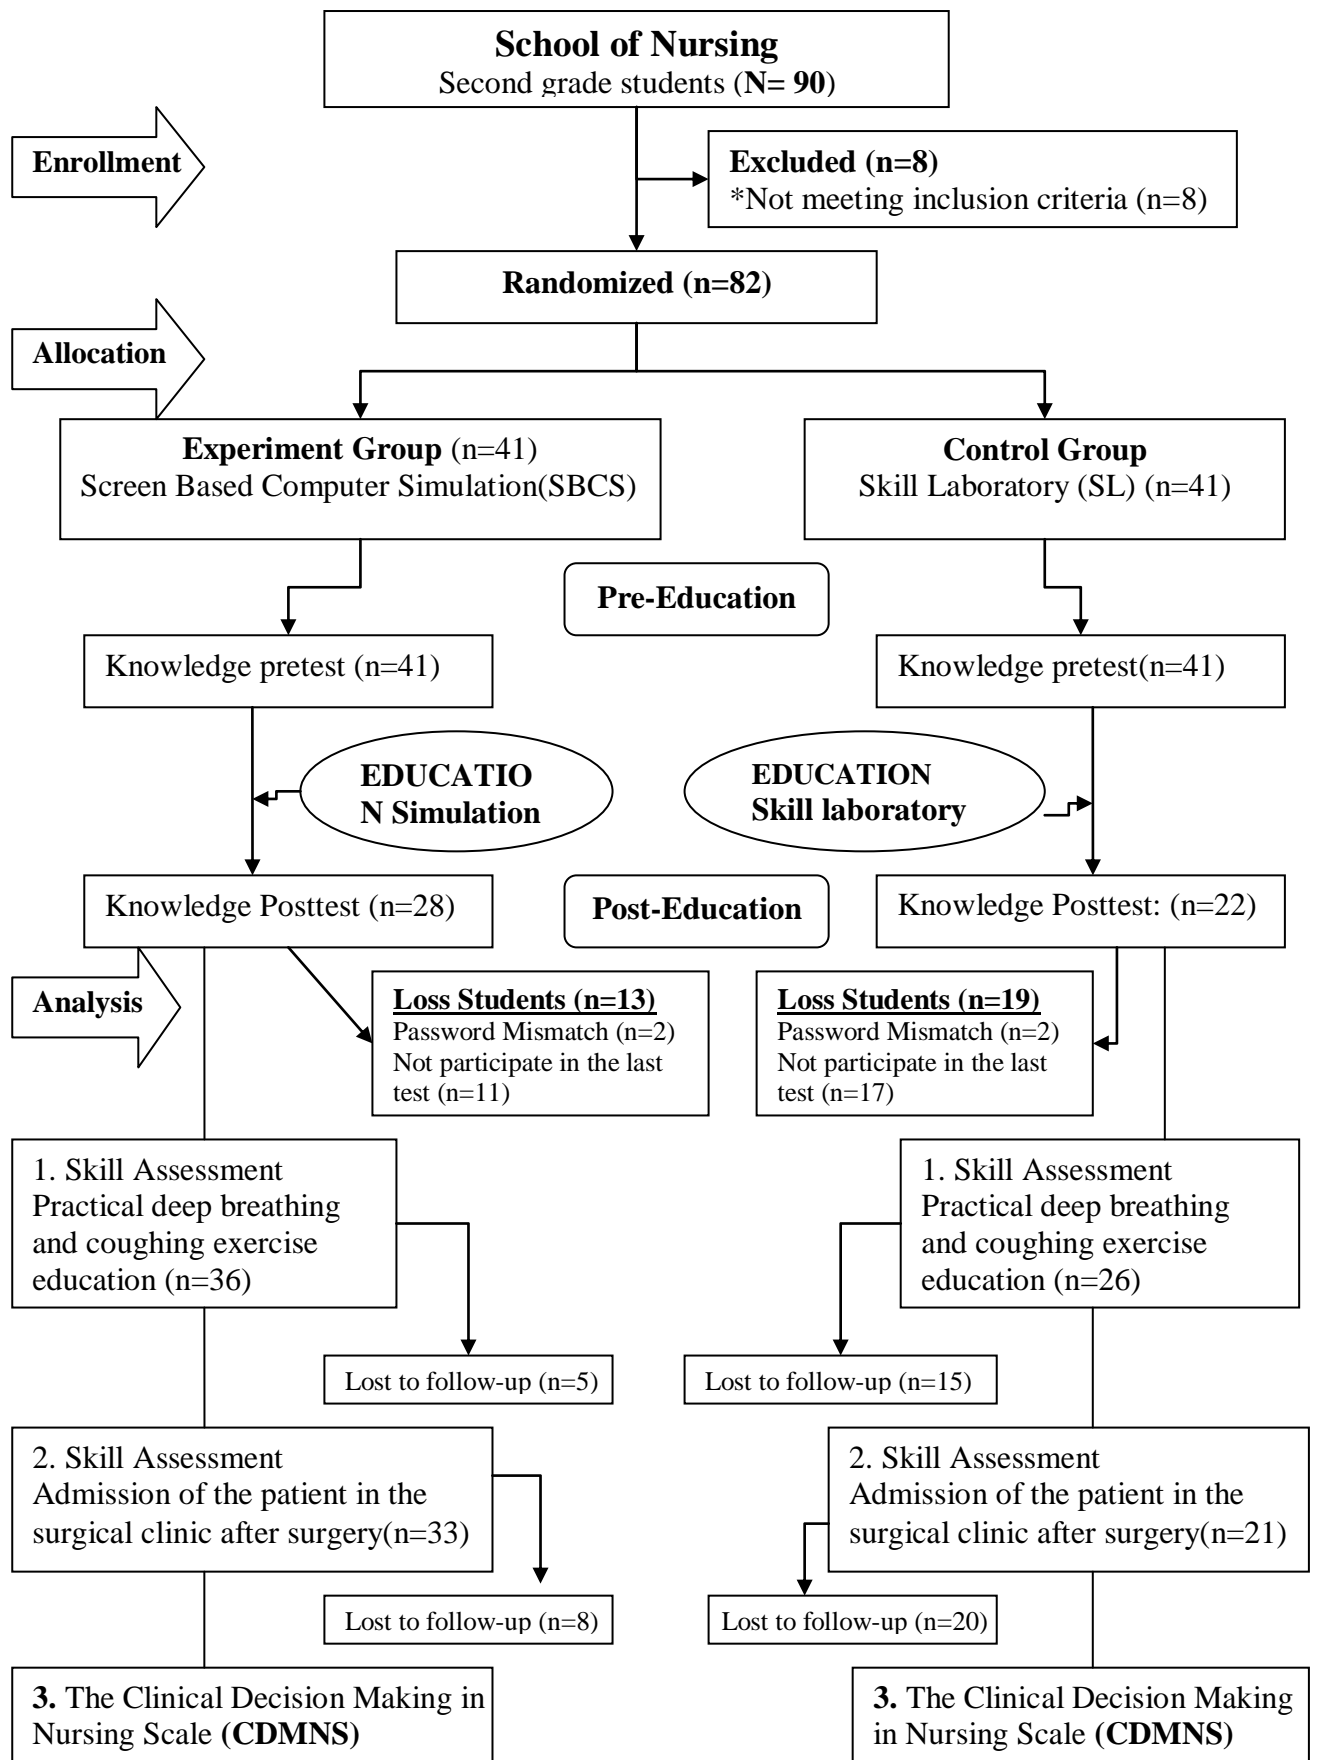 School of Nursing
Second grade students (N= 90)
Enrollment
Excluded (n=8)
*Not meeting inclusion criteria (n=8)
Randomized (n=82)
Allocation
Experiment Group (n=41)
Screen Based Computer Simulation(SBCS)
Control Group
Skill Laboratory (SL) (n=41)
Pre-Education
Knowledge pretest (n=41)
Knowledge pretest(n=41)
EDUCATIO
N Simulation
EDUCATION
Skill laboratory
Knowledge Posttest (n=28)
Post-Education
Knowledge Posttest: (n=22)
Analysis
Loss Students (n=13)
Password Mismatch (n=2)
Not participate in the last
test (n=11)
Loss Students (n=19)
Password Mismatch (n=2)
Not participate in the last
test (n=17)
1. Skill Assessment
Practical deep breathing
and coughing exercise
education (n=36)
1. Skill Assessment
Practical deep breathing
and coughing exercise
education (n=26)
Lost to follow-up (n=5)
Lost to follow-up (n=15)
2. Skill Assessment
Admission of the patient in the
surgical clinic after surgery(n=33)
2. Skill Assessment
Admission of the patient in the
surgical clinic after surgery(n=21)
Lost to follow-up (n=8)
Lost to follow-up (n=20)
3. The Clinical Decision Making in
Nursing Scale (CDMNS)
3. The Clinical Decision Making
in Nursing Scale (CDMNS)